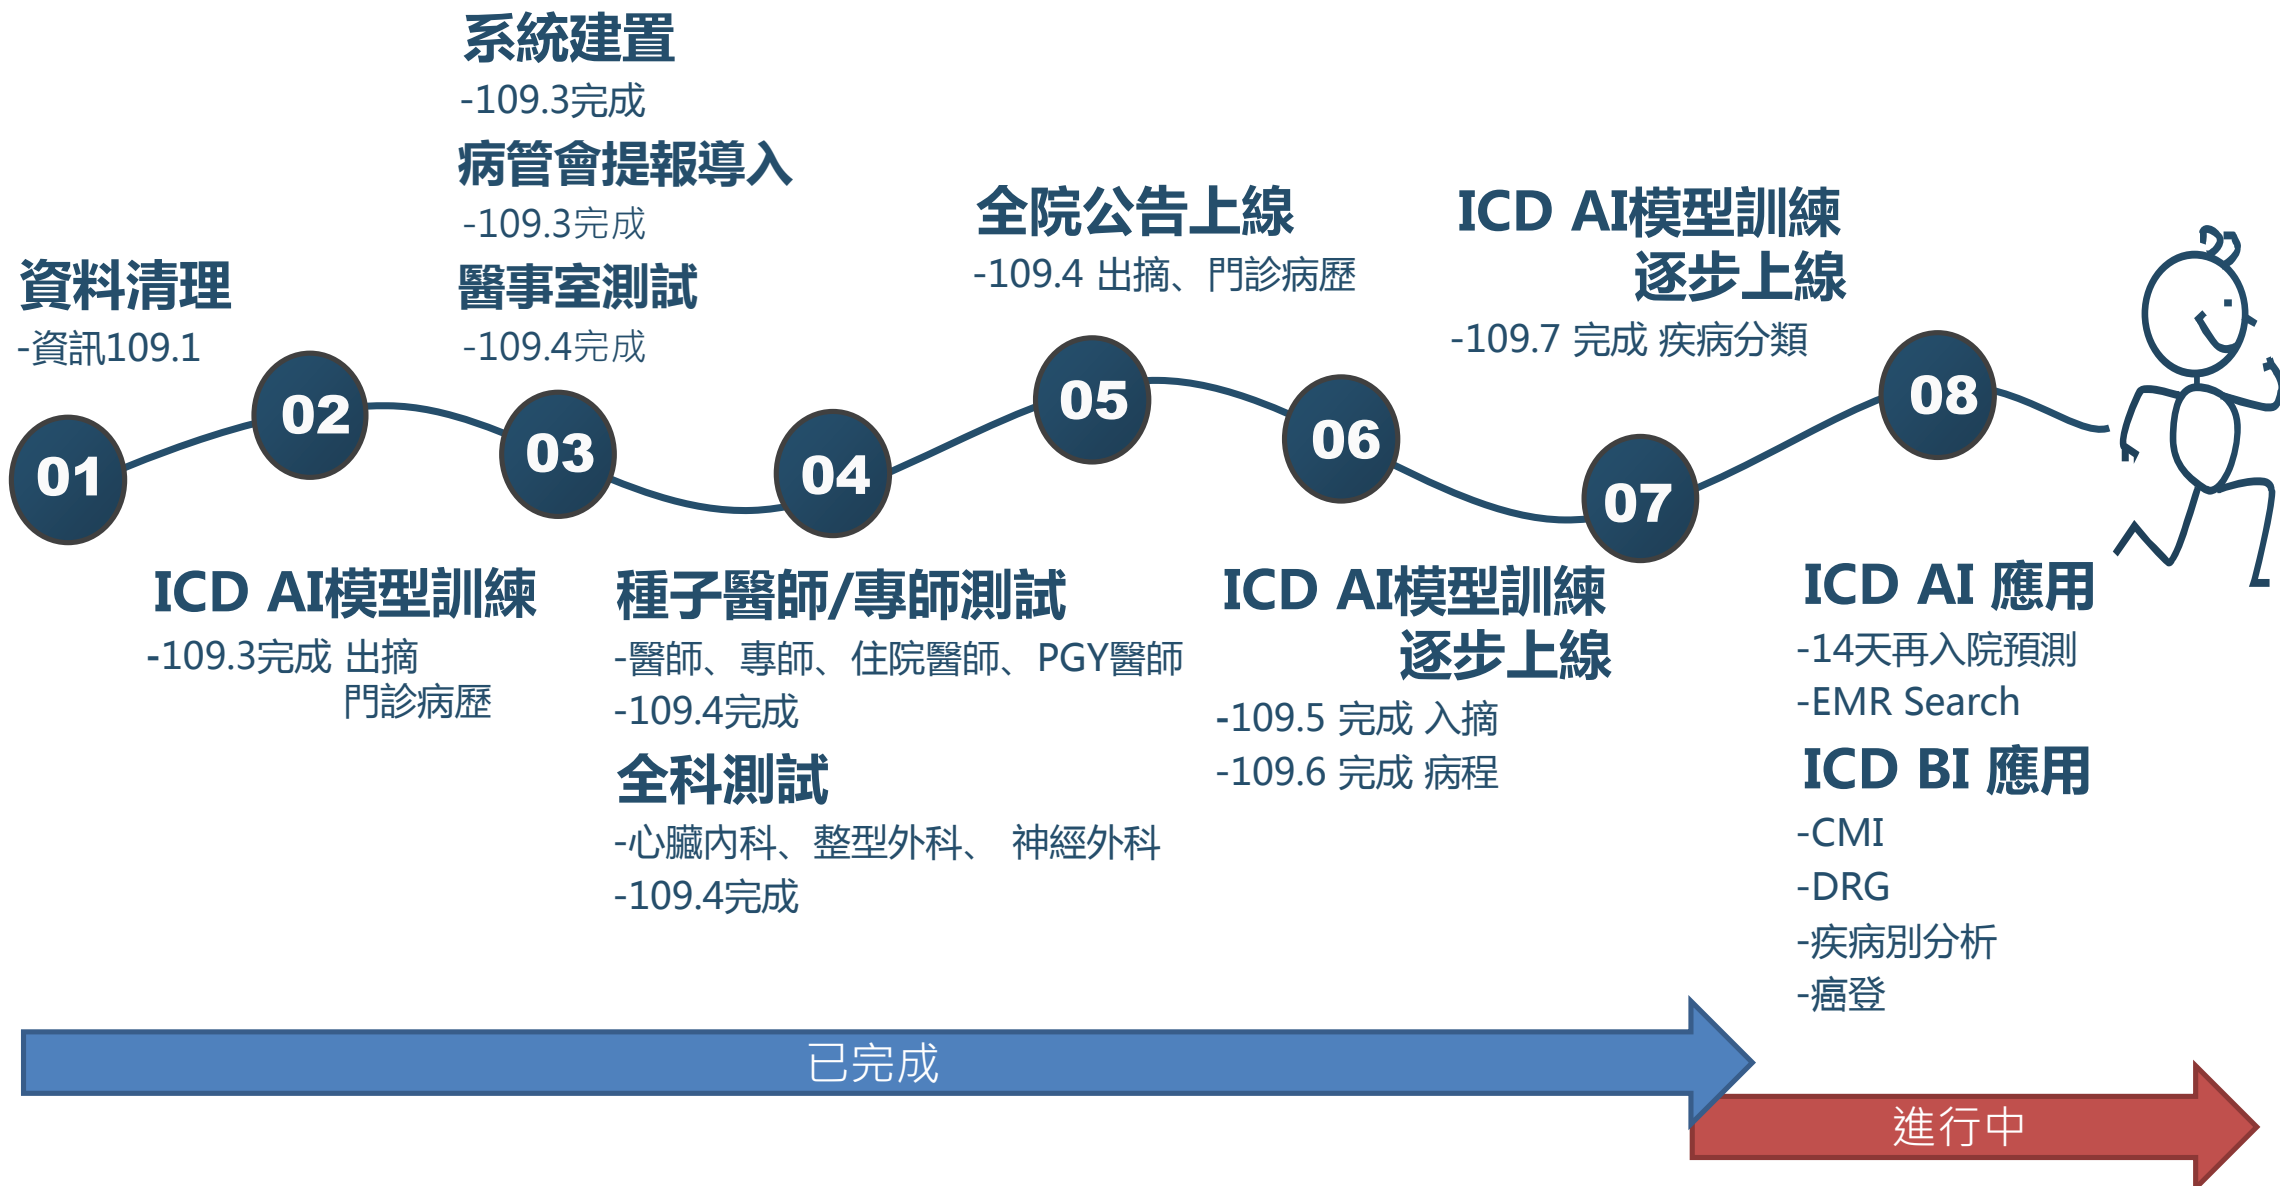 01
資料清理
-資訊109.1
02
ICD AI模型訓練
-109.3完成 出摘
門診病歷
03
系統建置
-109.3完成
病管會提報導入
-109.3完成
醫事室測試
-109.4完成
04
種子醫師/專師測試
-醫師、專師、住院醫師、PGY醫師
-109.4完成
全科測試
-心臟內科、整型外科、 神經外科
-109.4完成
05
全院公告上線
-109.4 出摘、門診病歷
06
ICD AI模型訓練
逐步上線
-109.5 完成 入摘
-109.6 完成 病程
07
ICD AI模型訓練
逐步上線
-109.7 完成 疾病分類
08
ICD AI 應用
-14天再入院預測
-EMR Search
ICD BI 應用
-CMI
-DRG
-疾病別分析
-癌登
已完成
進行中